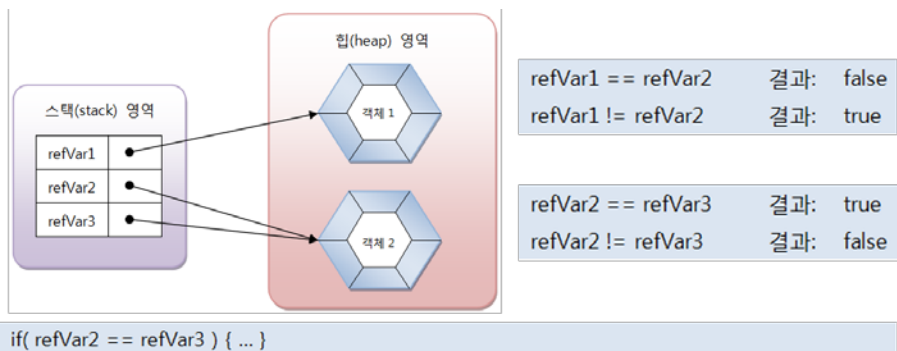 힙(heap) 영역
객체 1
객체 2
스택(stack) 영역
refVar1
refVar2
refVar3
refVar1 == refVar2 결과: false
refVar1 != refVar2 결과: true
refVar2 == refVar3 결과: true
refVar2 != refVar3 결과: false
if( refVar2 == refVar3 ) { ... }